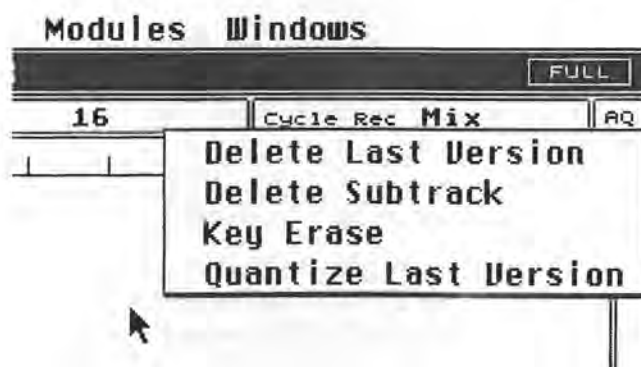 Modules Windows
FULL
16 Cycle Rec Mix AQ
Delete Last Version
Delete Subtrack
Key Erase
Quantize Last Version